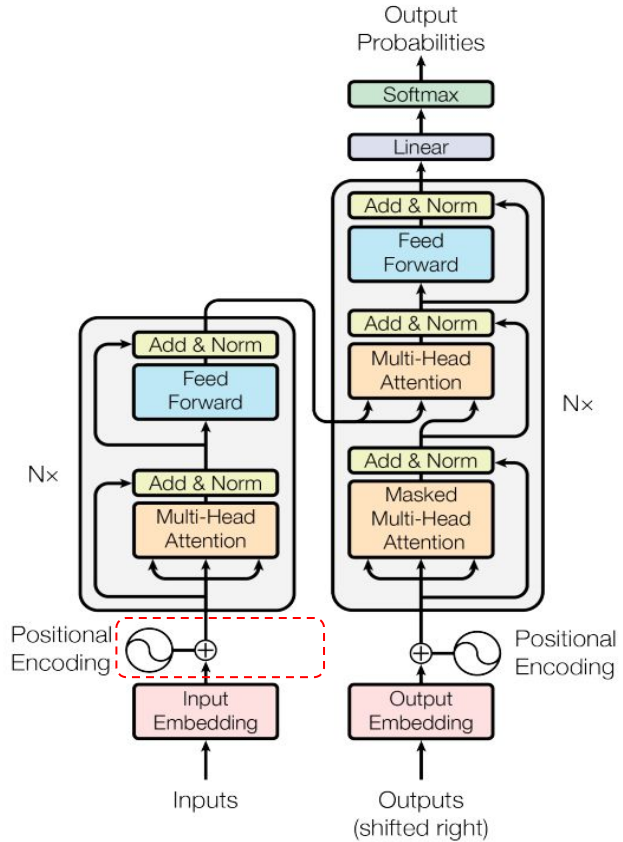 Output
Probabilities
Softmax
Linear
Add & Norm
Feed
Forward
Add & Norm
Multi-Head
Attention
Add & Norm
Masked
Multi-Head
Attention
N×
Add & Norm
Feed
Forward
Add & Norm
Multi-Head
Attention
N×
Positional
Encoding
Positional
Encoding
Input
Embedding
Output
Embedding
Inputs
Outputs
(shifted right)